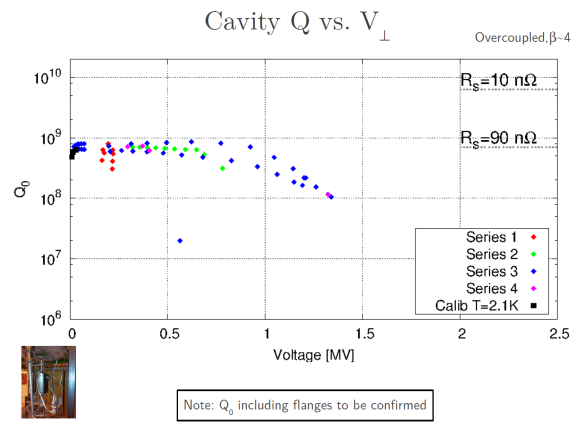 Cavity Q vs. V⊥
Overcoupled,β~4
10¹⁰
10⁹
10⁸
10⁷
10⁶
Q₀
Rₛ=10 nΩ
Rₛ=90 nΩ
Series 1
Series 2
Series 3
Series 4
Calib T=2.1K
0 0.5 1 1.5 2 2.5
Voltage [MV]
Note: Q₀ including flanges to be confirmed